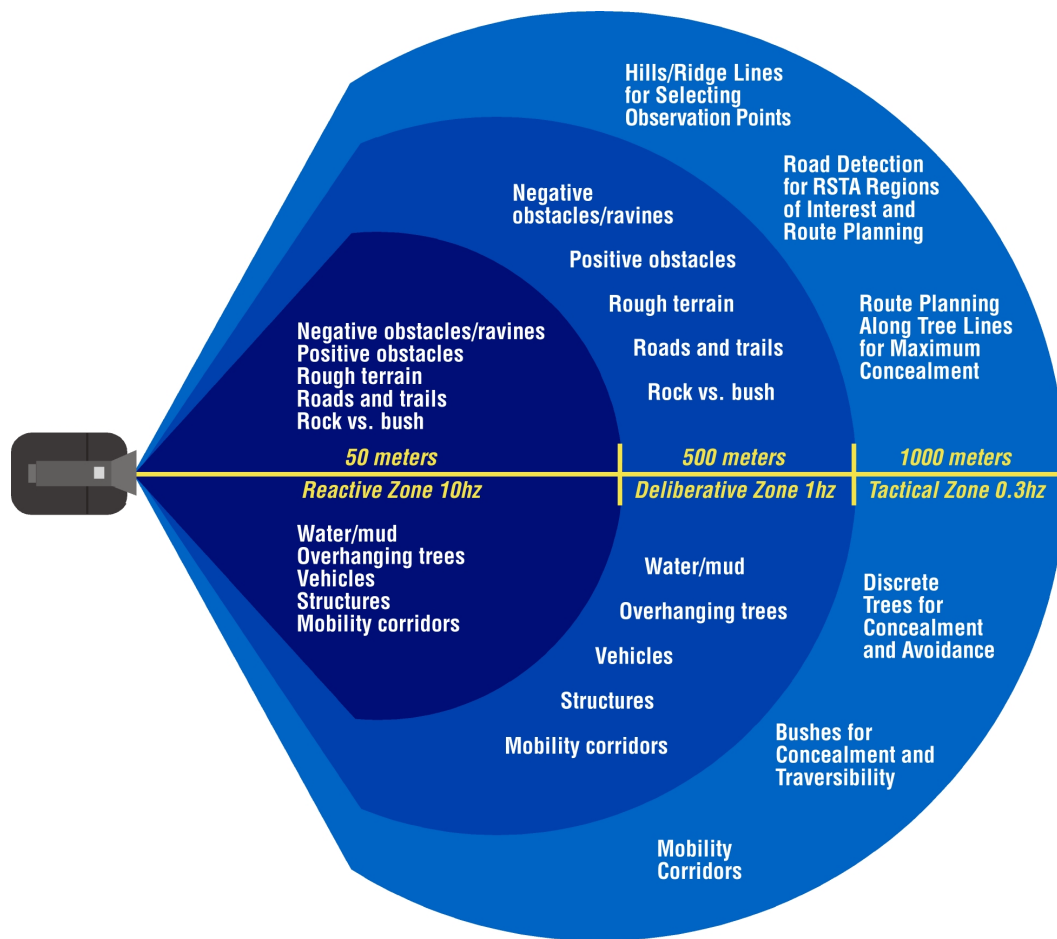 Hills/Ridge Lines
for Selecting
Observation Points
Road Detection
for RSTA Regions
of Interest and
Route Planning
Negative
obstacles/ravines
Positive obstacles
Rough terrain
Roads and trails
Rock vs. bush
Route Planning
Along Tree Lines
for Maximum
Concealment
Negative obstacles/ravines
Positive obstacles
Rough terrain
Roads and trails
Rock vs. bush
50 meters
500 meters
1000 meters
Reactive Zone 10hz
Deliberative Zone 1hz
Tactical Zone 0.3hz
Water/mud
Overhanging trees
Vehicles
Structures
Mobility corridors
Water/mud
Overhanging trees
Vehicles
Structures
Mobility corridors
Discrete
Trees for
Concealment
and Avoidance
Bushes for
Concealment and
Traversibility
Mobility
Corridors